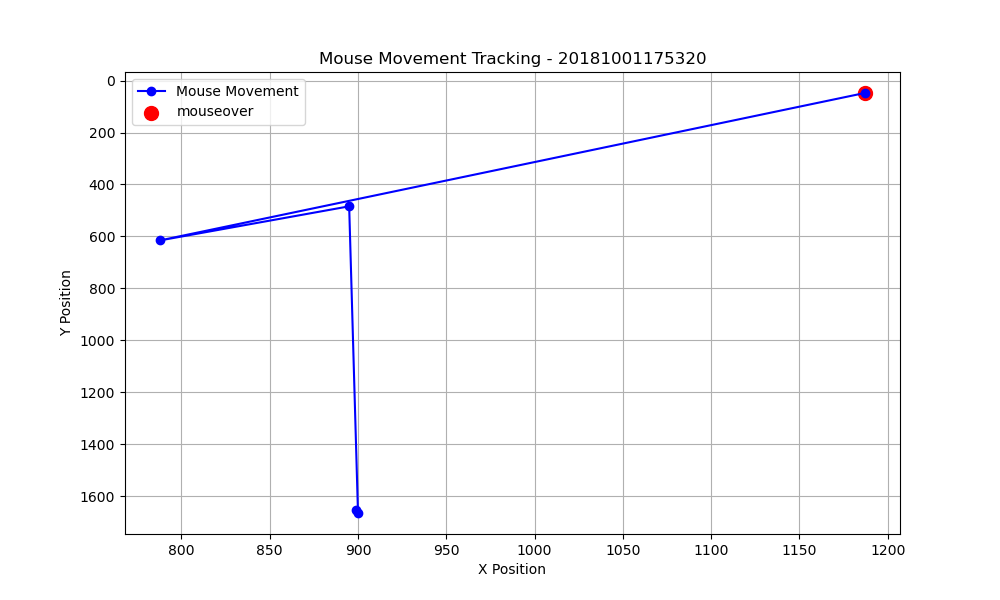 Mouse Movement Tracking - 20181001175320
Mouse Movement
mouseover
Y Position
0
200
400
600
800
1000
1200
1400
1600
800 850 900 950 1000 1050 1100 1150 1200
X Position